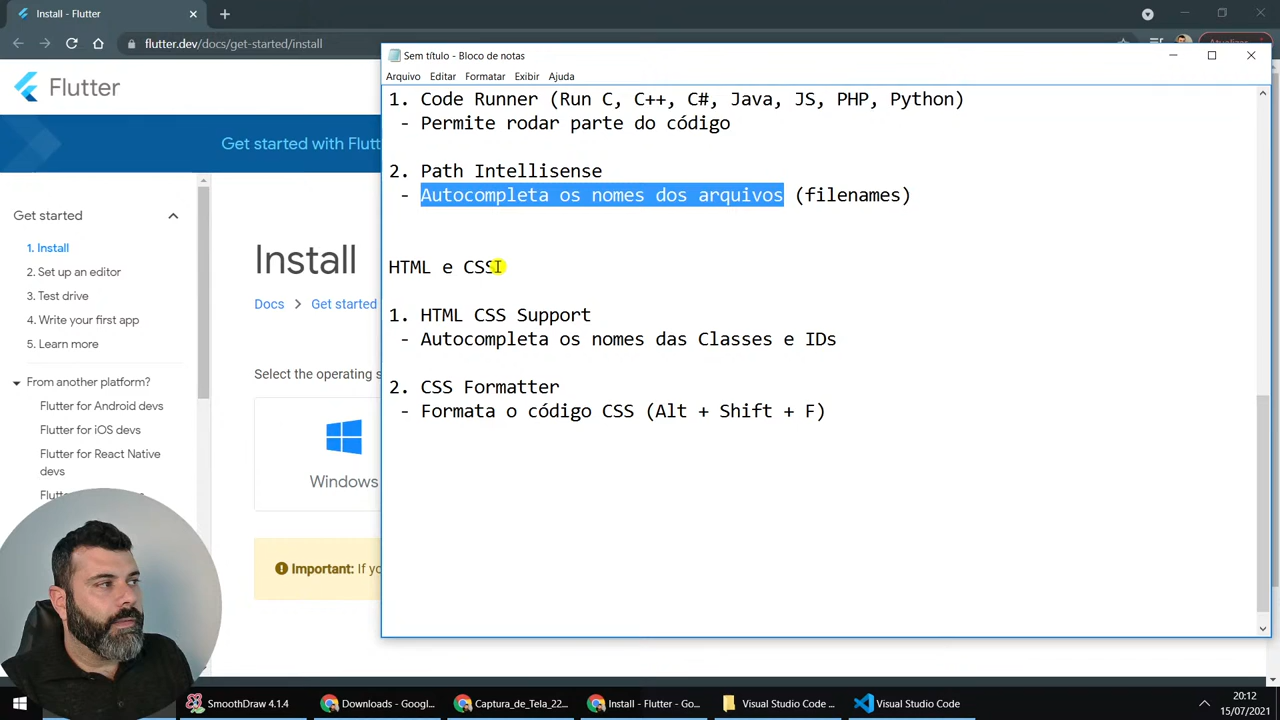 Install - Flutter
flutter.dev/docs/get-started/install
Atualizar
Flutter
Get started with Flutt
Get started
1. Install
2. Set up an editor
3. Test drive
4. Write your first app
5. Learn more
From another platform?
Flutter for Android devs
Flutter for iOS devs
Flutter for React Native
devs
Install
Docs
Get started
Select the operating s
Windows
Important: If yo
Sem título - Bloco de notas
Arquivo Editar Formatar Exibir Ajuda
1. Code Runner (Run C, C++, C#, Java, JS, PHP, Python)
- Permite rodar parte do código
2. Path Intellisense
- Autocompleta os nomes dos arquivos (filenames)
HTML e CSS
1. HTML CSS Support
- Autocompleta os nomes das Classes e IDs
2. CSS Formatter
- Formata o código CSS (Alt + Shift + F)
SmoothDraw 4.1.4
Downloads - Googl...
Captura_de_Tela_22...
Install - Flutter - Go...
Visual Studio Code ...
Visual Studio Code
20:12
15/07/2021